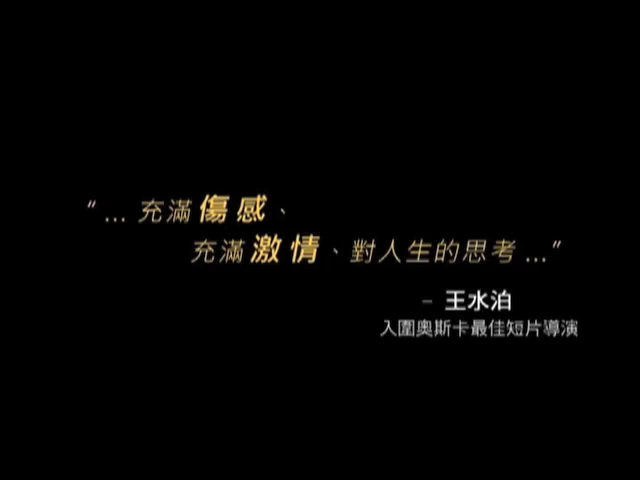 “ ... 充滿傷感、
充滿激情、對人生的思考 ...”
– 王水泊
入圍奧斯卡最佳短片導演